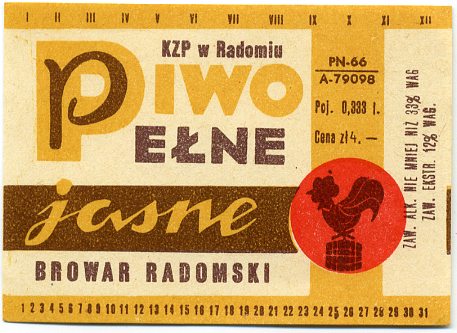 I II III IV V VI VII VIII IX X XI XII
KZP w Radomiu
PIWO
pEŁNE
jasne
BROWAR RADOMSKI
PN-66
A-79098
Poj. 0,333 l.
Cena zł 4.—
ZAW. ALK. NIE MNIEJ NIŻ 33% WAG
ZAW. EKSTR. 12% WAG.
1 2 3 4 5 6 7 8 9 10 11 12 13 14 15 16 17 18 19 20 21 22 23 24 25 26 27 28 29 30 31